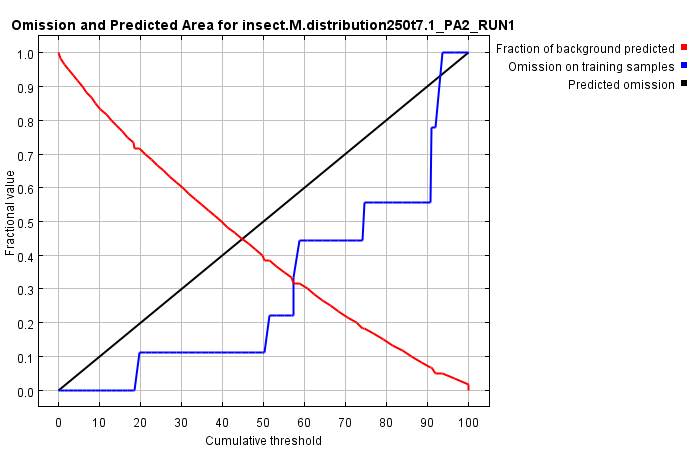 Omission and Predicted Area for insect.M.distribution250t7.1_PA2_RUN1
Fraction of background predicted
Omission on training samples
Predicted omission
Fractional value
1.0
0.9
0.8
0.7
0.6
0.5
0.4
0.3
0.2
0.1
0.0
0 10 20 30 40 50 60 70 80 90 100
Cumulative threshold